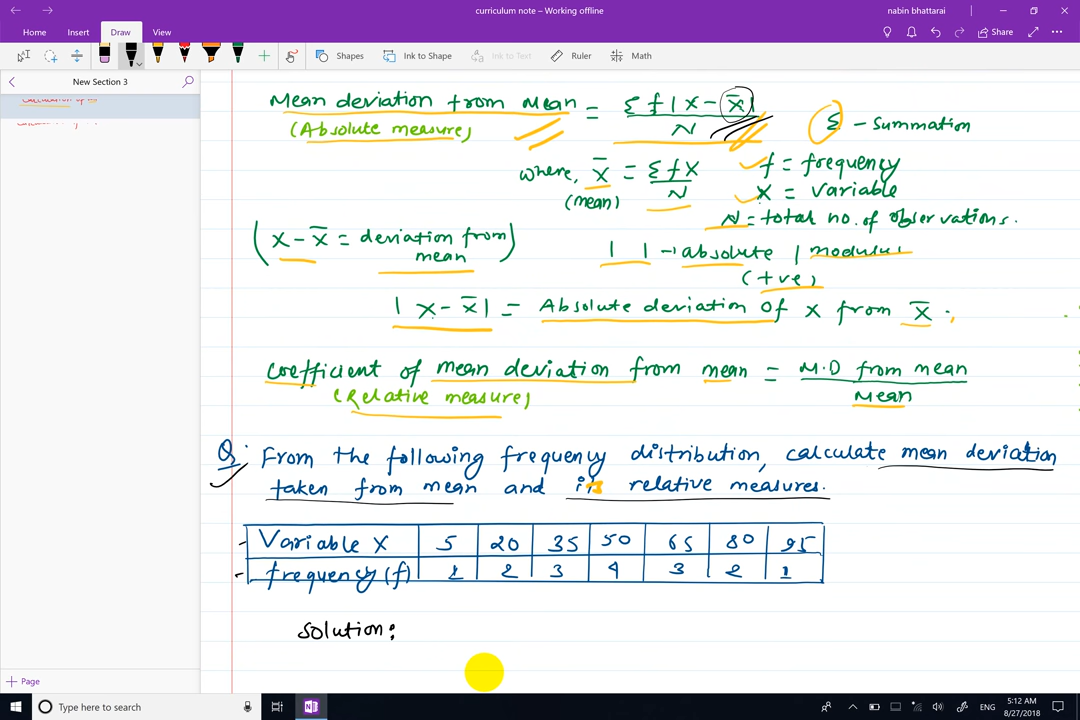 curriculum note – Working offline
nabin bhattarai
Home Insert Draw View
Share
Shapes Ink to Shape Ink to Text Ruler Math
New Section 3
Mean deviation from mean = Σ f | X − X̄ | / N
(Absolute measure)
Σ − Summation
where, X̄ = Σ f X / N
(mean)
f = frequency
X = variable
N = total no. of observations.
( X − X̄ = deviation from mean )
| | → absolute / modulus
(+ve)
| X − X̄ | = Absolute deviation of X from X̄ .
Coefficient of mean deviation from mean = M.D from mean / Mean
(Relative measure)
Q. From the following frequency distribution, calculate mean deviation
taken from mean and its relative measures.
Variable X 5 20 35 50 65 80 95
frequency (f) 1 2 3 4 3 2 1
Solution:
+ Page
Type here to search
ENG
5:12 AM
8/27/2018